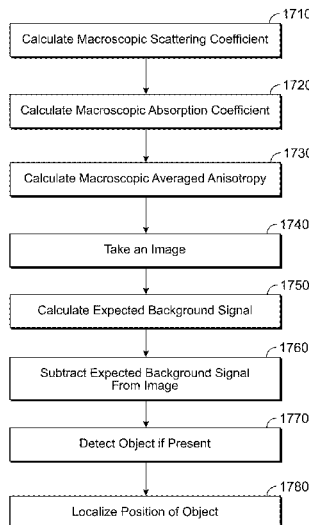 1710
Calculate Macroscopic Scattering Coefficient
1720
Calculate Macroscopic Absorption Coefficient
1730
Calculate Macroscopic Averaged Anisotropy
1740
Take an Image
1750
Calculate Expected Background Signal
1760
Subtract Expected Background Signal
From Image
1770
Detect Object if Present
1780
Localize Position of Object